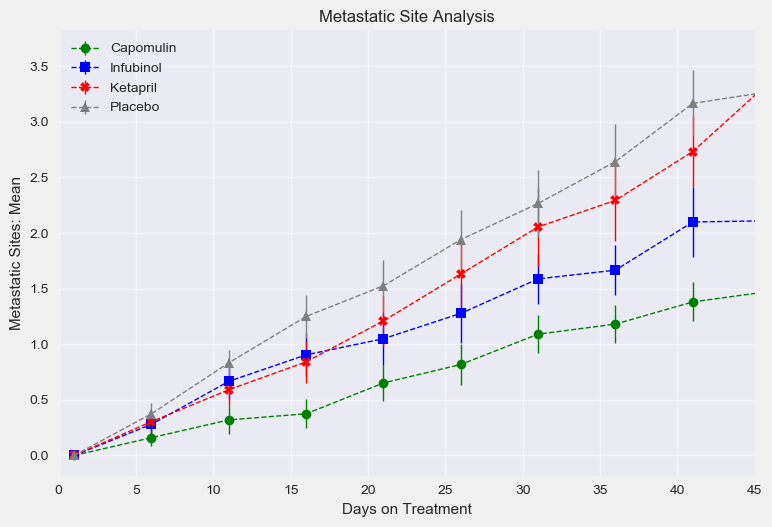 Metastatic Site Analysis
Capomulin
Infubinol
Ketapril
Placebo
Metastatic Sites: Mean
3.5
3.0
2.5
2.0
1.5
1.0
0.5
0.0
0 5 10 15 20 25 30 35 40 45
Days on Treatment